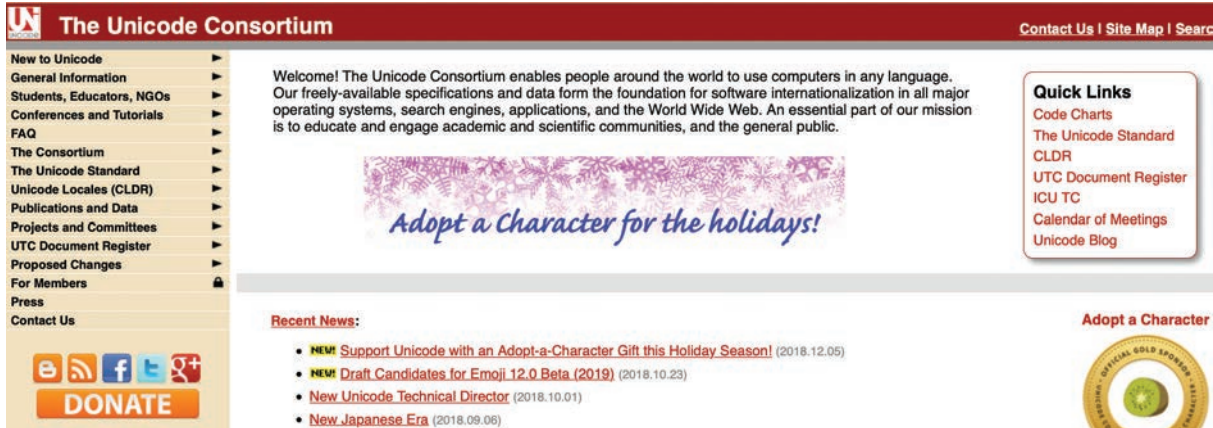 The Unicode Consortium
Contact Us | Site Map |
New to Unicode
General Information
Students, Educators, NGOs
Conferences and Tutorials
FAQ
The Consortium
The Unicode Standard
Unicode Locales (CLDR)
Publications and Data
Projects and Committees
UTC Document Register
Proposed Changes
For Members
Press
Contact Us
DONATE
Welcome! The Unicode Consortium enables people around the world to use computers in any language.
Our freely-available specifications and data form the foundation for software internationalization in all major
operating systems, search engines, applications, and the World Wide Web. An essential part of our mission
is to educate and engage academic and scientific communities, and the general public.
Adopt a Character for the holidays!
Recent News:
NEW! Support Unicode with an Adopt-a-Character Gift this Holiday Season! (2018.12.05)
NEW! Draft Candidates for Emoji 12.0 Beta (2019) (2018.10.23)
New Unicode Technical Director (2018.10.01)
New Japanese Era (2018.09.06)
Quick Links
Code Charts
The Unicode Standard
CLDR
UTC Document Register
ICU TC
Calendar of Meetings
Unicode Blog
Adopt a Character
OFFICIAL GOLD SPONSOR